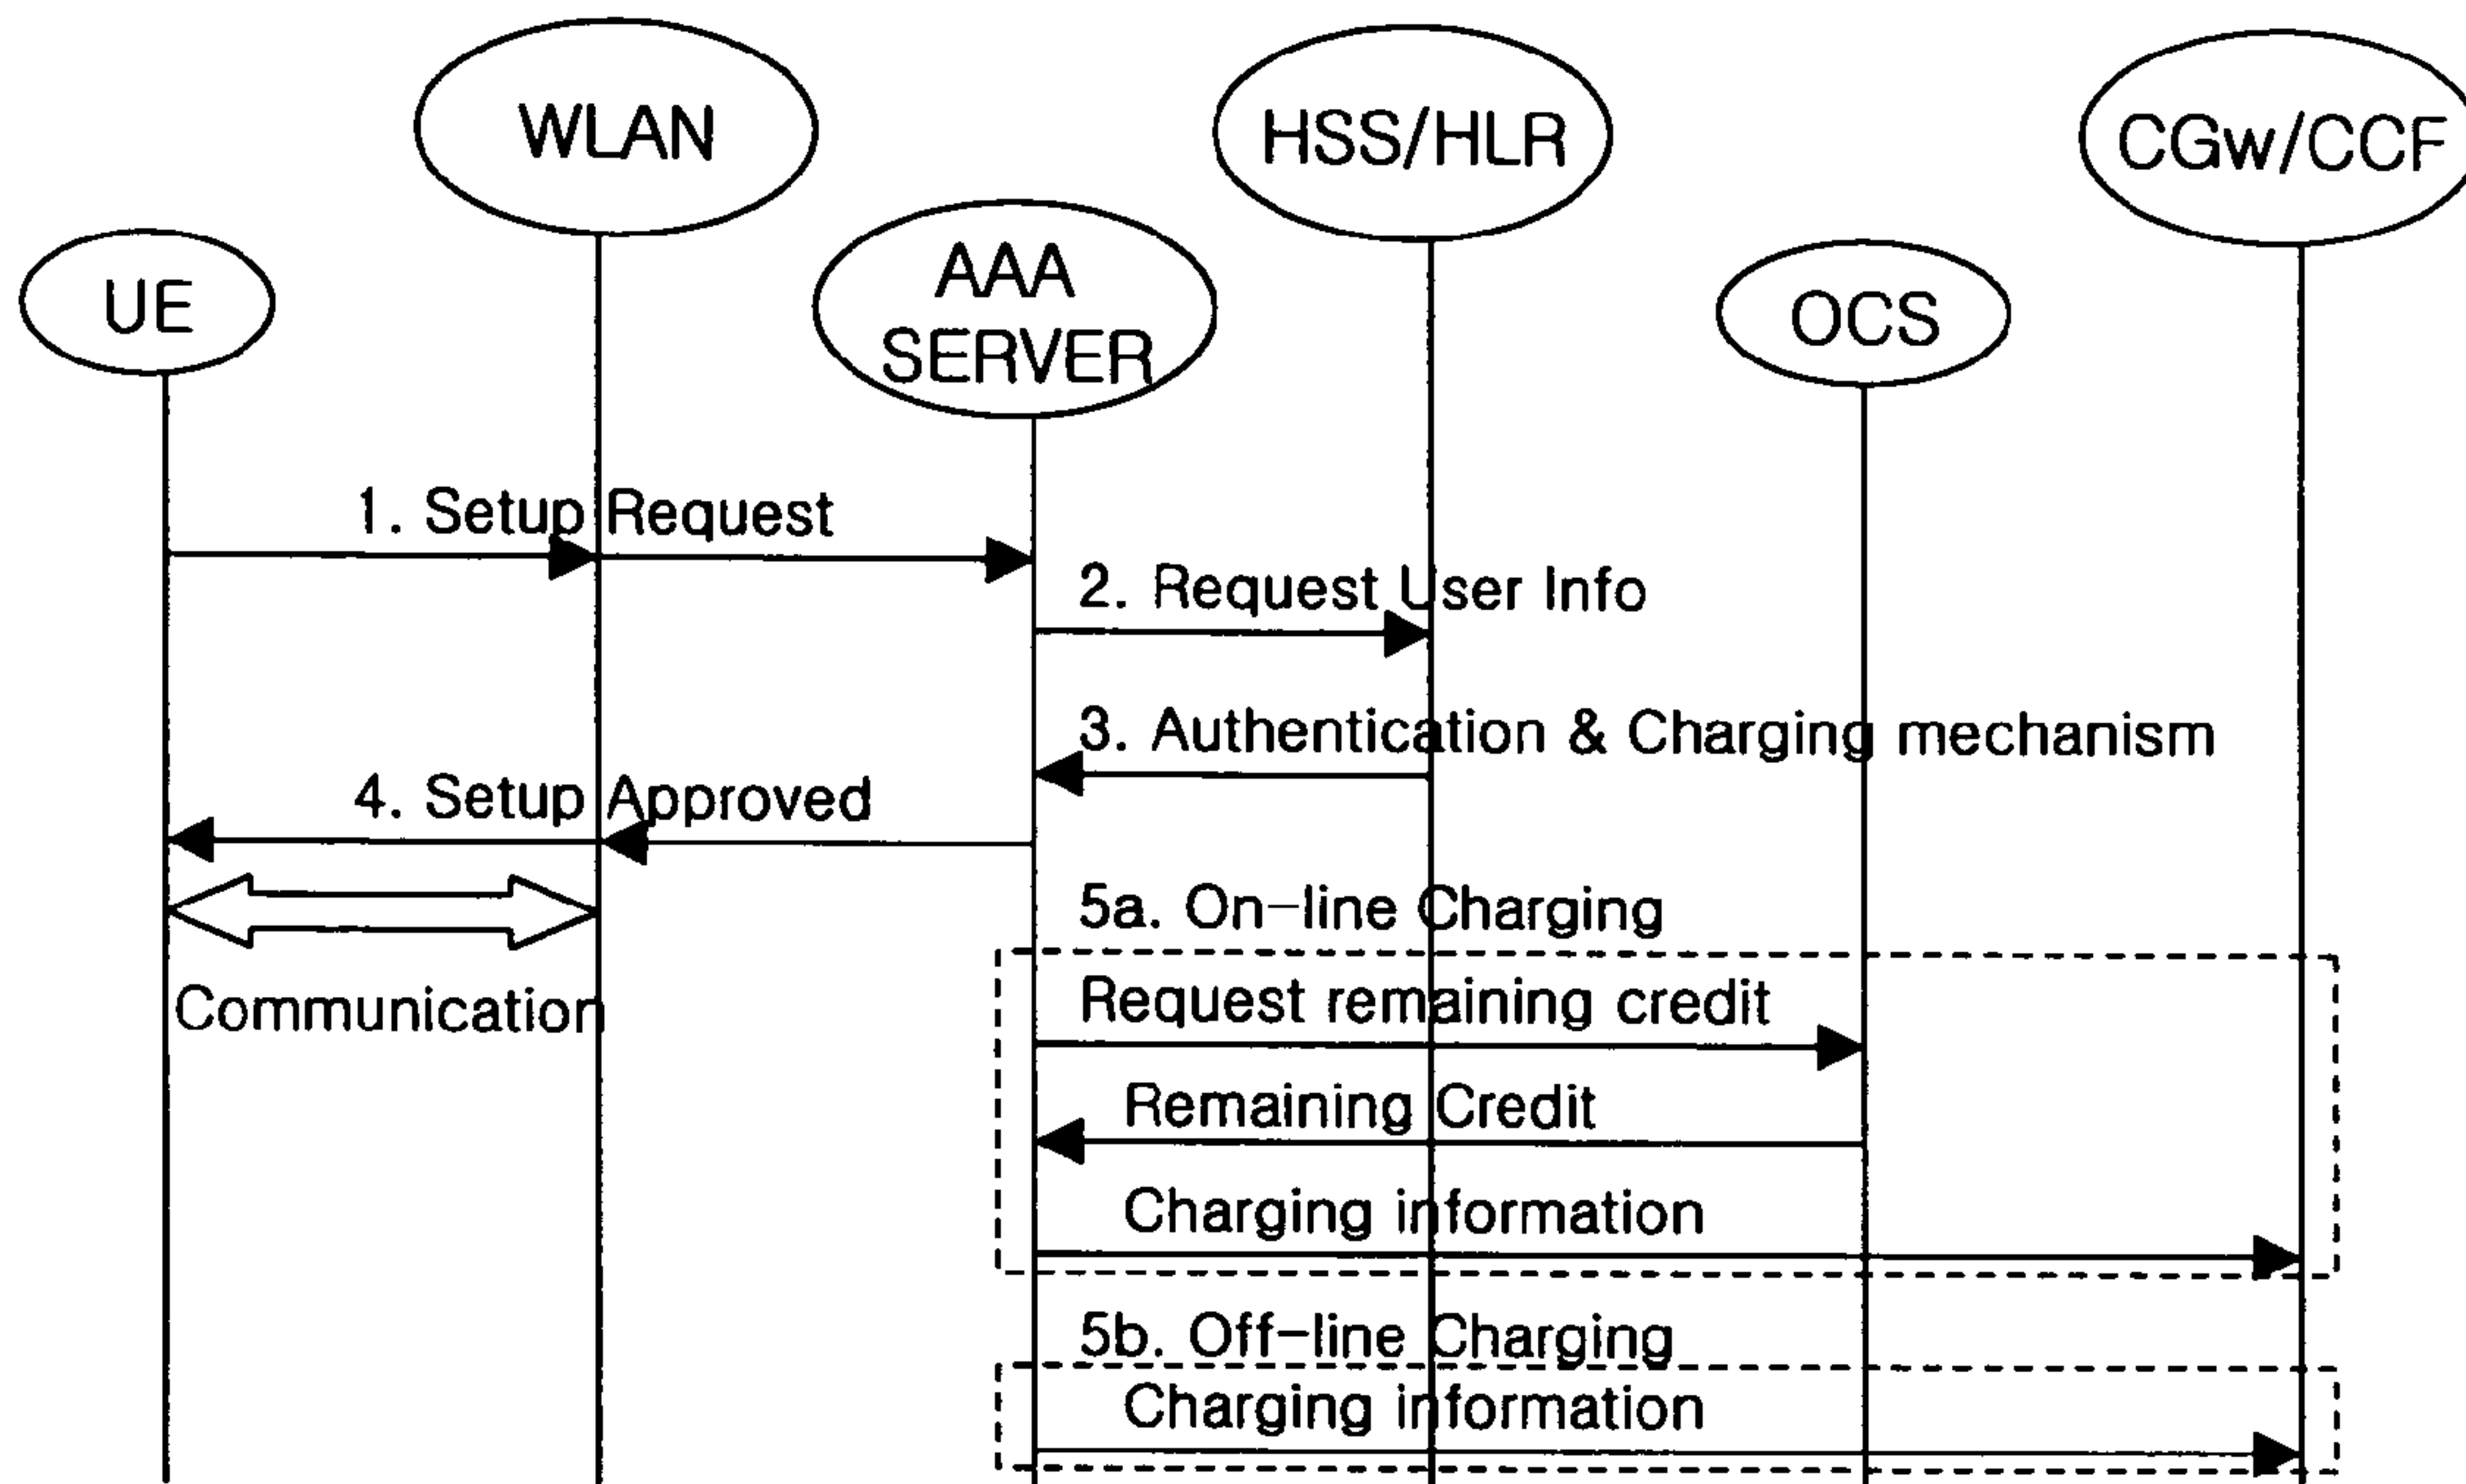 WLAN
HSS/HLR
CGw/CCF
UE
AAA
SERVER
OCS
1. Setup Request
2. Request User Info
3. Authentication & Charging mechanism
4. Setup Approved
5a. On-line Charging
Communication
Request remaining credit
Remaining Credit
Charging information
5b. Off-line Charging
Charging information